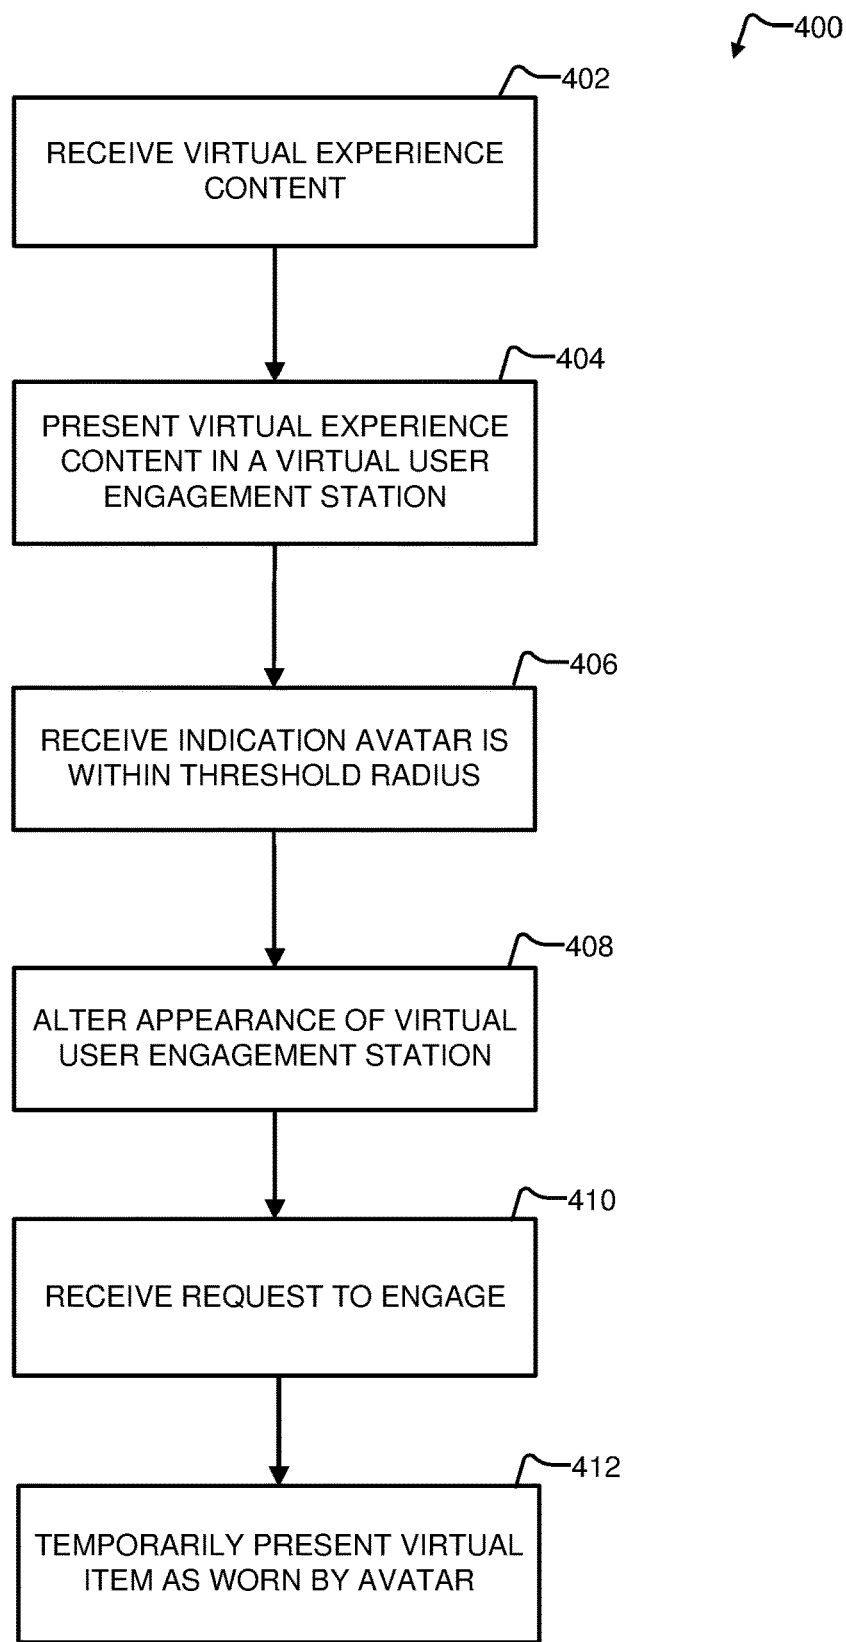 400
402
RECEIVE VIRTUAL EXPERIENCE
CONTENT
404
PRESENT VIRTUAL EXPERIENCE
CONTENT IN A VIRTUAL USER
ENGAGEMENT STATION
406
RECEIVE INDICATION AVATAR IS
WITHIN THRESHOLD RADIUS
408
ALTER APPEARANCE OF VIRTUAL
USER ENGAGEMENT STATION
410
RECEIVE REQUEST TO ENGAGE
412
TEMPORARILY PRESENT VIRTUAL
ITEM AS WORN BY AVATAR